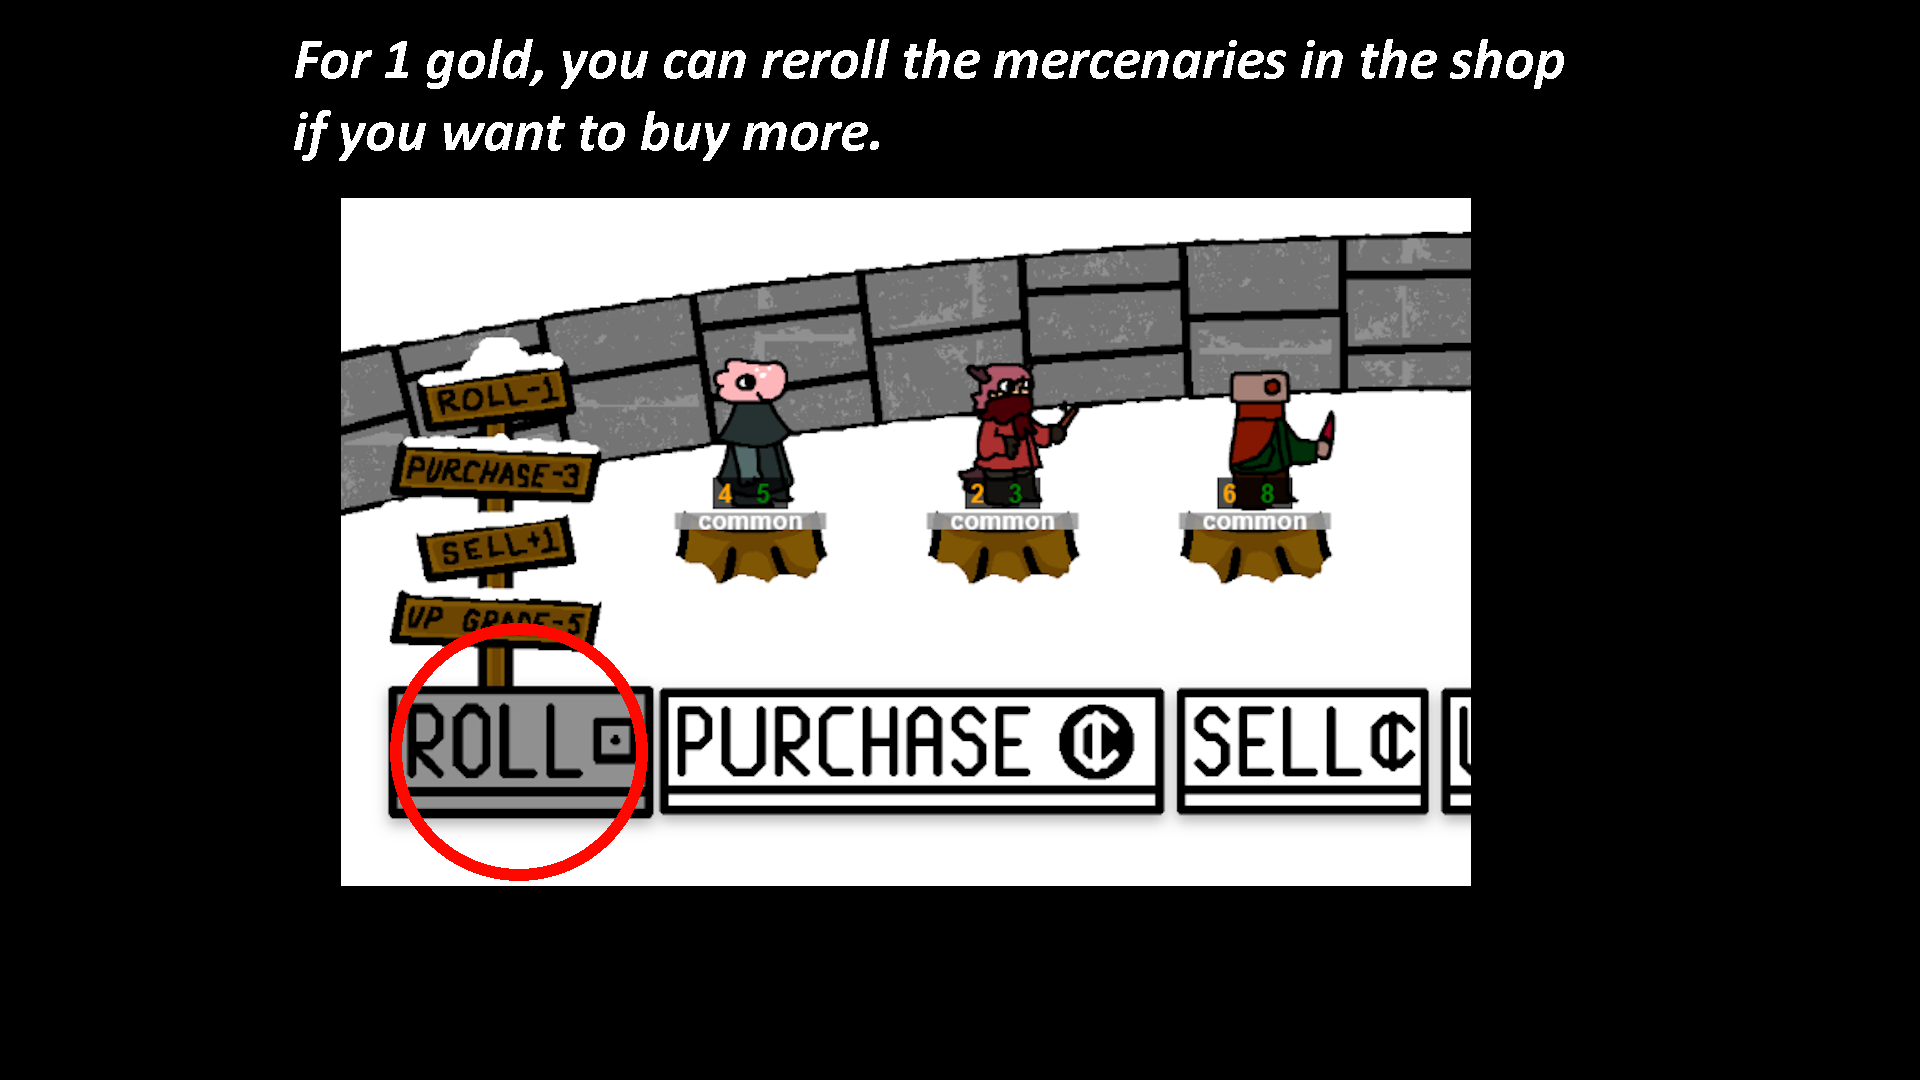 For 1 gold, you can reroll the mercenaries in the shop
if you want to buy more.
ROLL-1
PURCHASE-3
SELL+1
UP GRADE-5
4 5
2 3
6 8
common
common
common
ROLL
PURCHASE
SELL